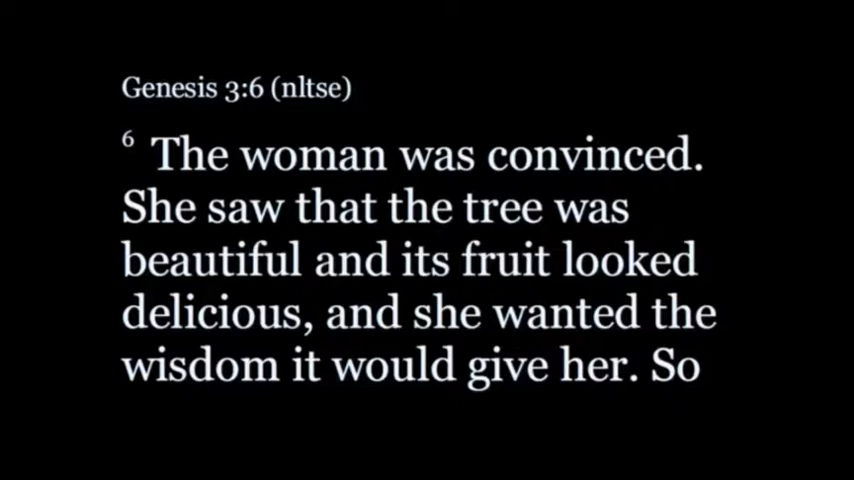 Genesis 3:6 (nltse)
6 The woman was convinced.
She saw that the tree was
beautiful and its fruit looked
delicious, and she wanted the
wisdom it would give her. So